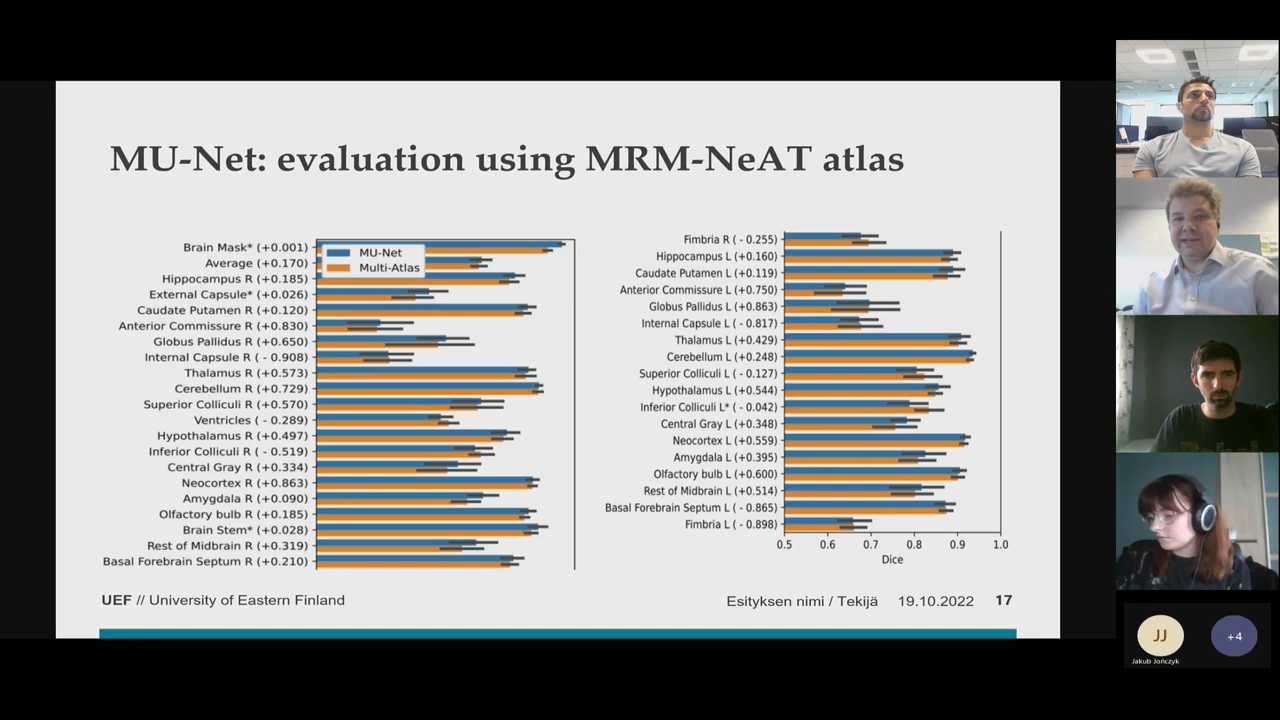 MU-Net: evaluation using MRM-NeAT atlas
Brain Mask* (+0.001)
Average (+0.170)
Hippocampus R (+0.185)
External Capsule* (+0.026)
Caudate Putamen R (+0.120)
Anterior Commissure R (+0.830)
Globus Pallidus R (+0.650)
Internal Capsule R ( - 0.908)
Thalamus R (+0.573)
Cerebellum R (+0.729)
Superior Colliculi R (+0.570)
Ventricles ( - 0.289)
Hypothalamus R (+0.497)
Inferior Colliculi R ( - 0.519)
Central Gray R (+0.334)
Neocortex R (+0.863)
Amygdala R (+0.090)
Olfactory bulb R (+0.185)
Brain Stem* (+0.028)
Rest of Midbrain R (+0.319)
Basal Forebrain Septum R (+0.210)
MU-Net
Multi-Atlas
Fimbria R ( - 0.255)
Hippocampus L (+0.160)
Caudate Putamen L (+0.119)
Anterior Commissure L (+0.750)
Globus Pallidus L (+0.863)
Internal Capsule L ( - 0.817)
Thalamus L (+0.429)
Cerebellum L (+0.248)
Superior Colliculi L ( - 0.127)
Hypothalamus L (+0.544)
Inferior Colliculi L* ( - 0.042)
Central Gray L (+0.348)
Neocortex L (+0.559)
Amygdala L (+0.395)
Olfactory bulb L (+0.600)
Rest of Midbrain L (+0.514)
Basal Forebrain Septum L ( - 0.865)
Fimbria L ( - 0.898)
0.5 0.6 0.7 0.8 0.9 1.0
Dice
UEF // University of Eastern Finland
Esityksen nimi / Tekijä 19.10.2022 17
JJ
+4
Jakub Jończyk